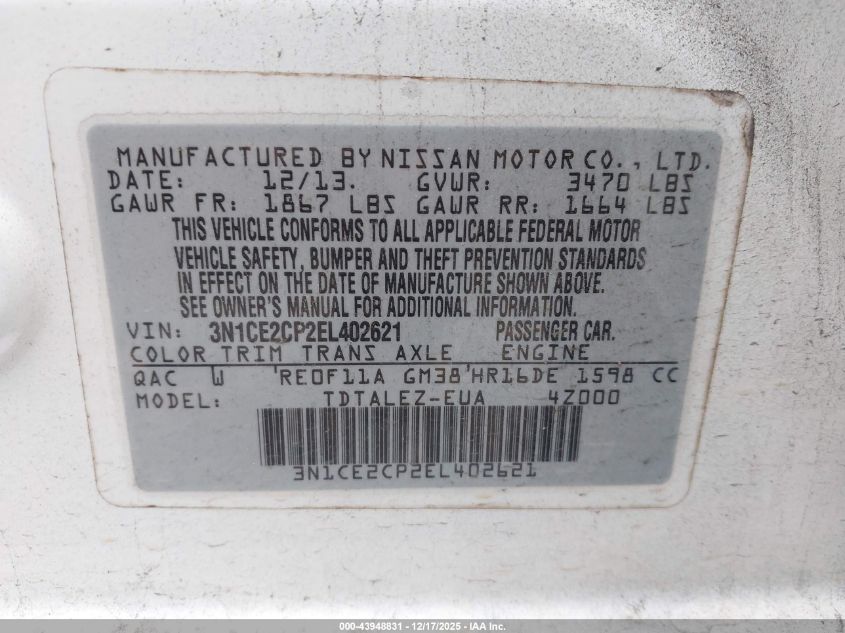 MANUFACTURED BY NISSAN MOTOR CO., LTD.
DATE: 12/13. GVWR: 3470 LBS
GAWR FR: 1867 LBS GAWR RR: 1664 LBS
THIS VEHICLE CONFORMS TO ALL APPLICABLE FEDERAL MOTOR
VEHICLE SAFETY, BUMPER AND THEFT PREVENTION STANDARDS
IN EFFECT ON THE DATE OF MANUFACTURE SHOWN ABOVE.
SEE OWNER'S MANUAL FOR ADDITIONAL INFORMATION.
VIN: 3N1CE2CP2EL402621 PASSENGER CAR.
COLOR TRIM TRANS AXLE ENGINE
QAC W 'RE0F11A GM38'HR16DE 1598 CC
MODEL: TDTALEZ-EUA 4Z000
3N1CE2CP2EL402621
000-43948831 - 12/17/2025 - IAA Inc.